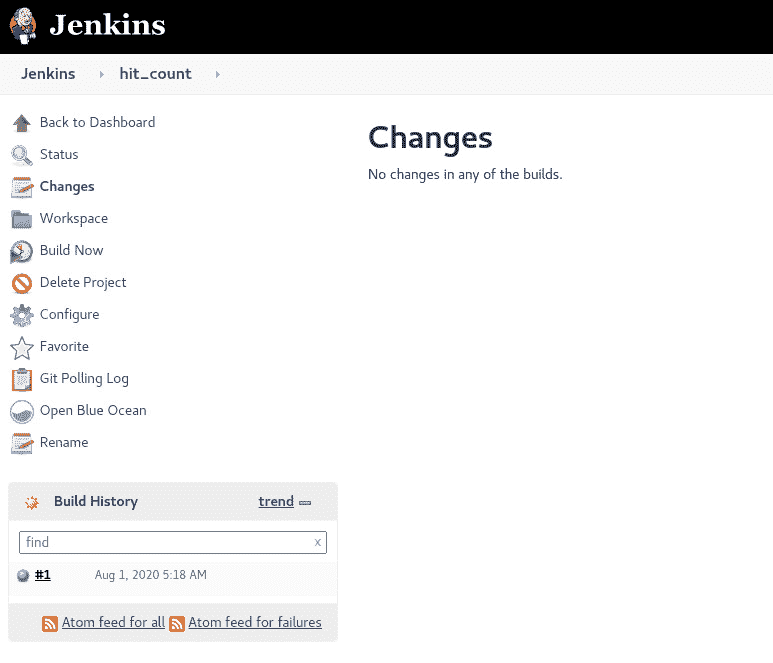 Jenkins
Jenkins hit_count
Back to Dashboard
Status
Changes
Workspace
Build Now
Delete Project
Configure
Favorite
Git Polling Log
Open Blue Ocean
Rename
Changes
No changes in any of the builds.
Build History trend
find x
#1 Aug 1, 2020 5:18 AM
Atom feed for all Atom feed for failures